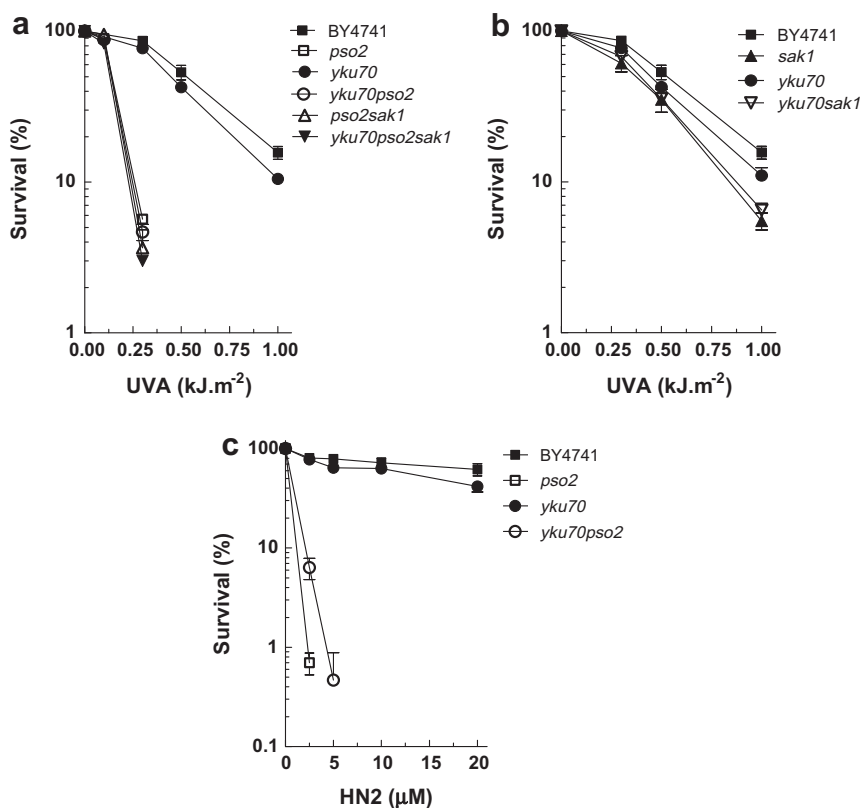 a
100
10
1
Survival (%)
0.00 0.25 0.50 0.75 1.00
UVA (kJ.m-2)
BY4741
pso2
yku70
yku70pso2
pso2sak1
yku70pso2sak1
b
100
10
1
Survival (%)
0.00 0.25 0.50 0.75 1.00
UVA (kJ.m-2)
BY4741
sak1
yku70
yku70sak1
c
100
10
1
0.1
Survival (%)
0 5 10 15 20
HN2 (μM)
BY4741
pso2
yku70
yku70pso2